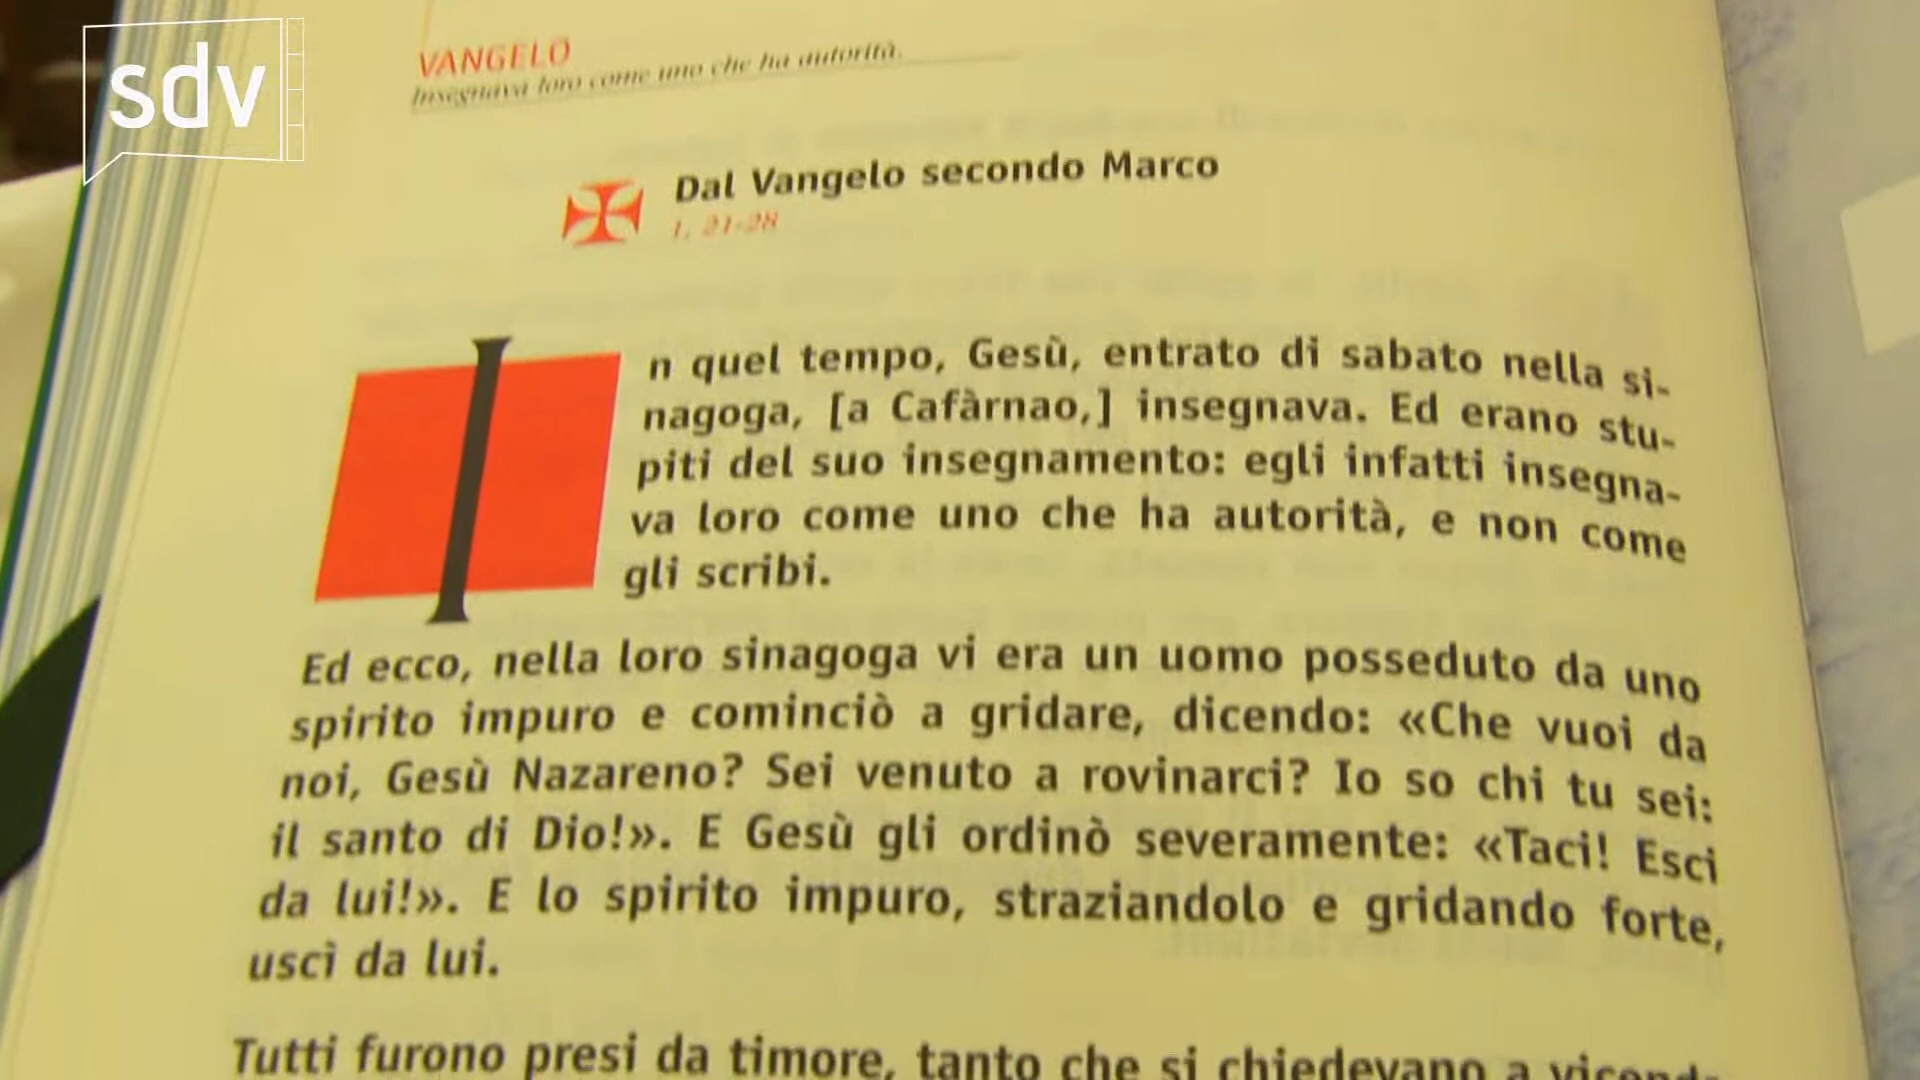 sdv
VANGELO
Insegnava loro come uno che ha autorità.
Dal Vangelo secondo Marco
1, 21-28
In quel tempo, Gesù, entrato di sabato nella si-
nagoga, [a Cafàrnao,] insegnava. Ed erano stu-
piti del suo insegnamento: egli infatti insegna-
va loro come uno che ha autorità, e non come
gli scribi.
Ed ecco, nella loro sinagoga vi era un uomo posseduto da uno
spirito impuro e cominciò a gridare, dicendo: «Che vuoi da
noi, Gesù Nazareno? Sei venuto a rovinarci? Io so chi tu sei:
il santo di Dio!». E Gesù gli ordinò severamente: «Taci! Esci
da lui!». E lo spirito impuro, straziandolo e gridando forte,
uscì da lui.
Tutti furono presi da timore, tanto che si chiedevano a